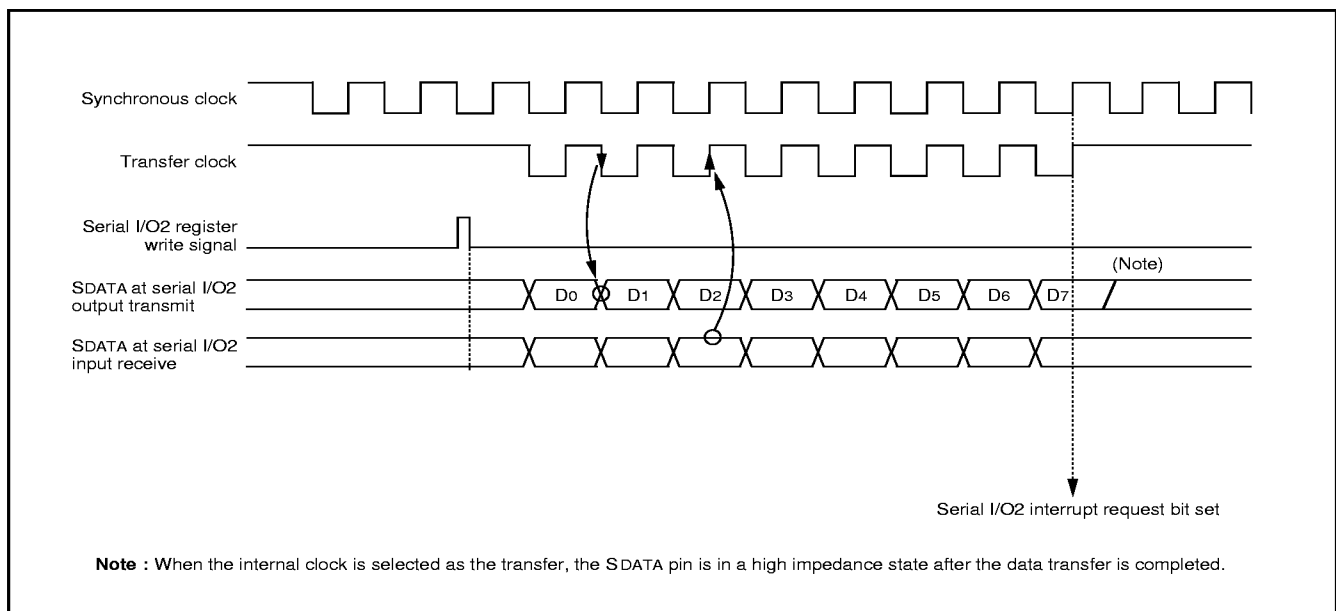 Synchronous clock
Transfer clock
Serial I/O2 register
write signal
(Note)
SDATA at serial I/O2
output transmit
D0 D1 D2 D3 D4 D5 D6 D7
SDATA at serial I/O2
input receive
Serial I/O2 interrupt request bit set
Note : When the internal clock is selected as the transfer, the SDATA pin is in a high impedance state after the data transfer is completed.